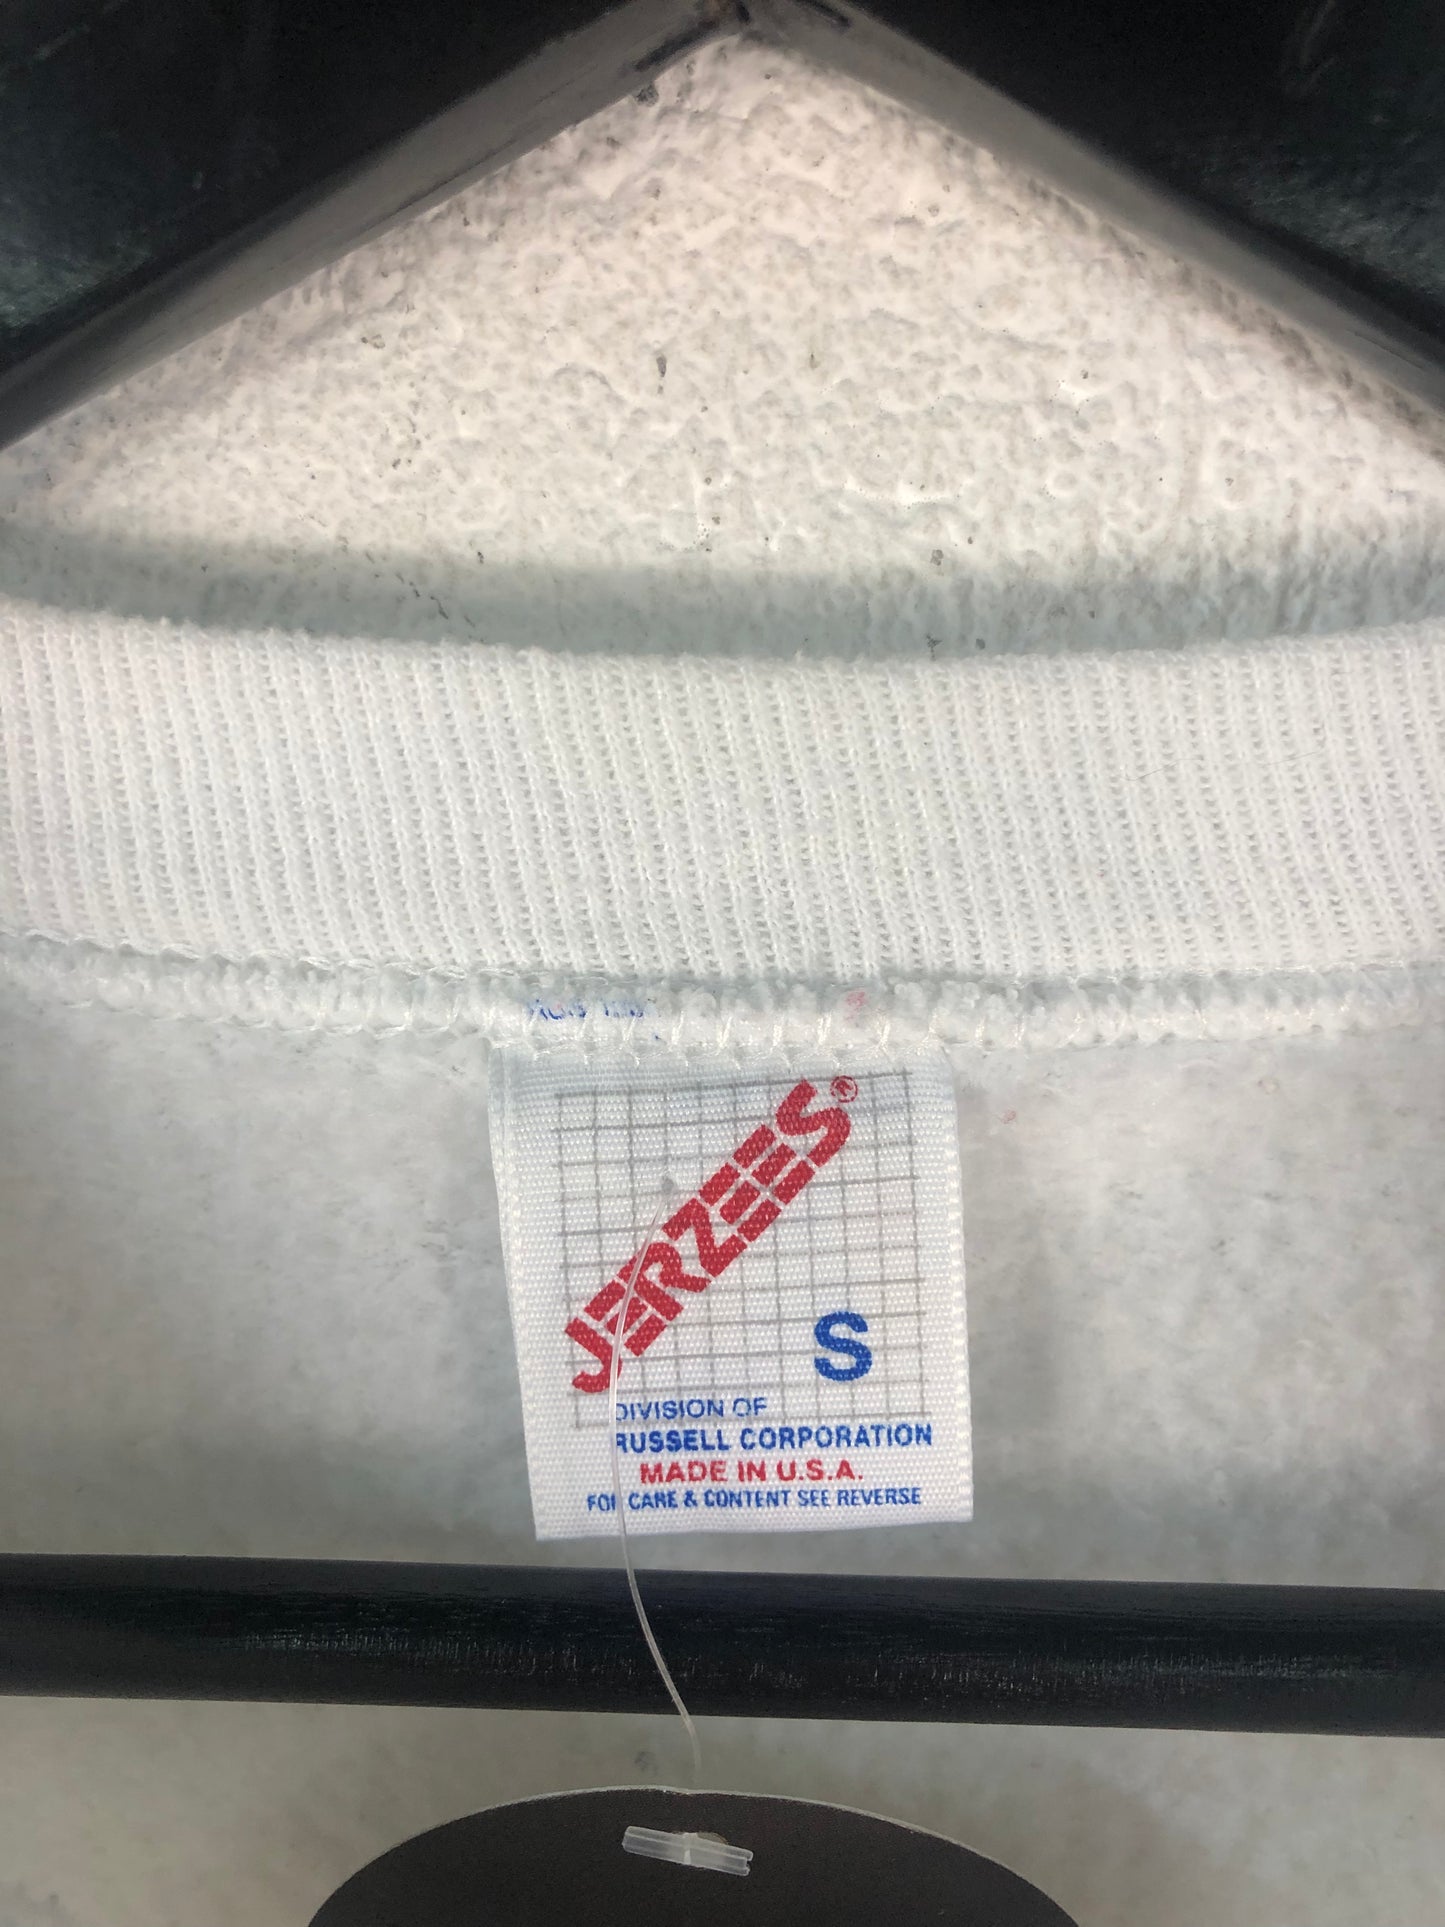 JERZEES®
S
DIVISION OF
RUSSELL CORPORATION
MADE IN U.S.A.
FOR CARE & CONTENT SEE REVERSE